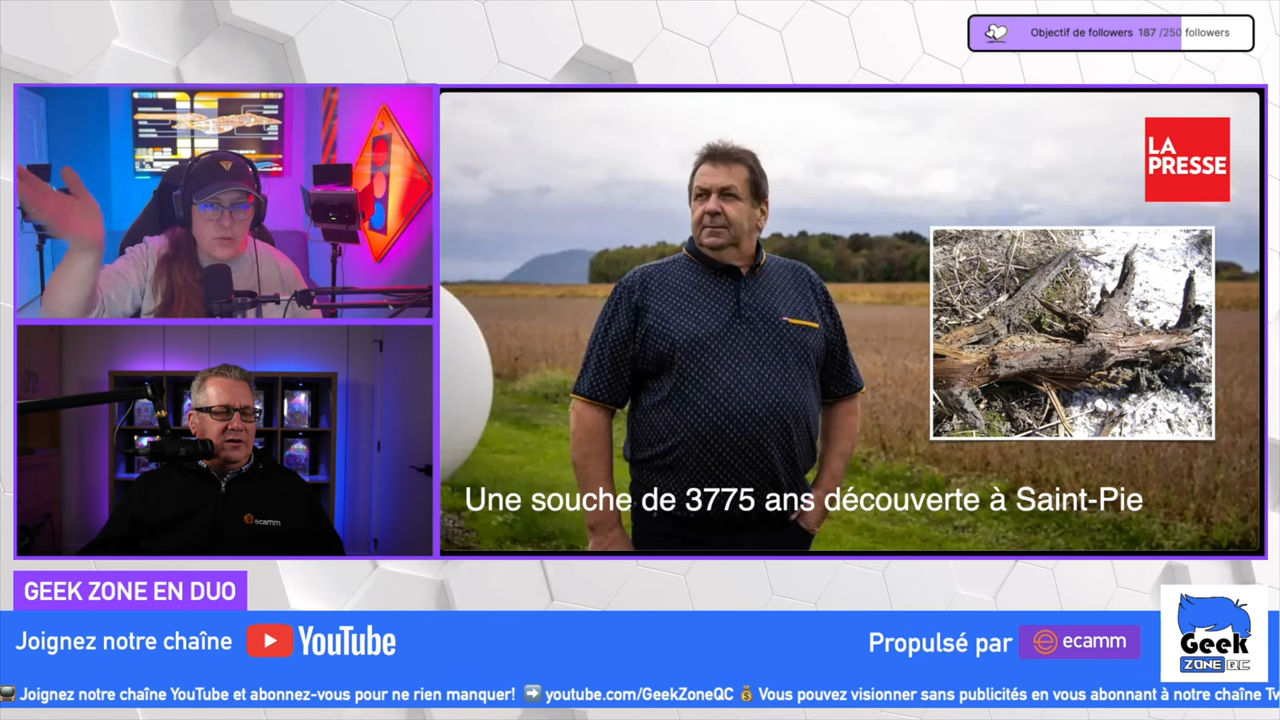 Objectif de followers 187 /250 followers
LA
PRESSE
Une souche de 3775 ans découverte à Saint-Pie
ecamm
GEEK ZONE EN DUO
Joignez notre chaîne YouTube
Propulsé par ecamm
Geek
ZONE QC
Joignez notre chaîne YouTube et abonnez-vous pour ne rien manquer! ➡️ youtube.com/GeekZoneQC 💰 Vous pouvez visionner sans publicités en vous abonnant à notre chaîne Tw